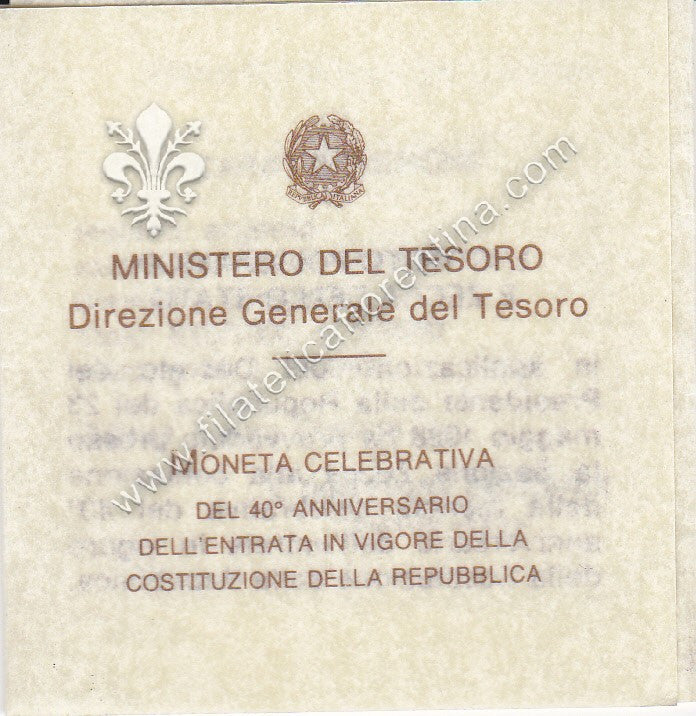 REPVBBLICA ITALIANA
MINISTERO DEL TESORO
Direzione Generale del Tesoro
MONETA CELEBRATIVA
DEL 40° ANNIVERSARIO
DELL'ENTRATA IN VIGORE DELLA
COSTITUZIONE DELLA REPUBBLICA
www.filatelicafiorentina.com